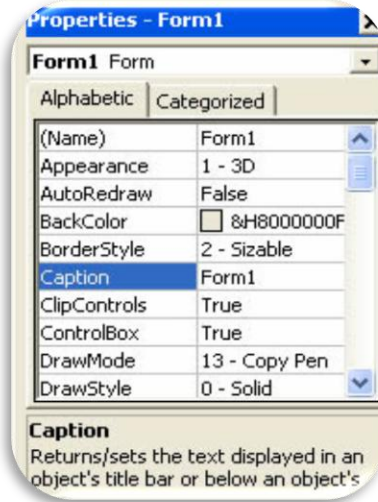 Properties - Form1
Form1 Form
Alphabetic Categorized
(Name) Form1
Appearance 1 - 3D
AutoRedraw False
BackColor &H8000000F
BorderStyle 2 - Sizable
Caption Form1
ClipControls True
ControlBox True
DrawMode 13 - Copy Pen
DrawStyle 0 - Solid
Caption
Returns/sets the text displayed in an
object's title bar or below an object's